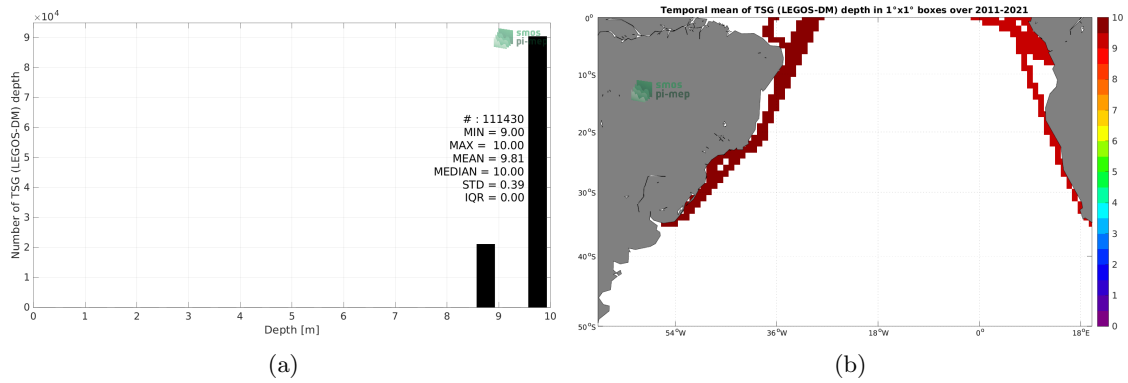 ×10⁴
9
8
7
6
5
4
3
2
1
0
Number of TSG (LEGOS-DM) depth
smos
pi-mep
# : 111430
MIN = 9.00
MAX = 10.00
MEAN = 9.81
MEDIAN = 10.00
STD = 0.39
IQR = 0.00
0 1 2 3 4 5 6 7 8 9 10
Depth [m]
(a)
Temporal mean of TSG (LEGOS-DM) depth in 1°x1° boxes over 2011-2021
0°
10°S
20°S
30°S
40°S
50°S
smos
pi-mep
54°W 36°W 18°W 0° 18°E
10
9
8
7
6
5
4
3
2
1
0
(b)